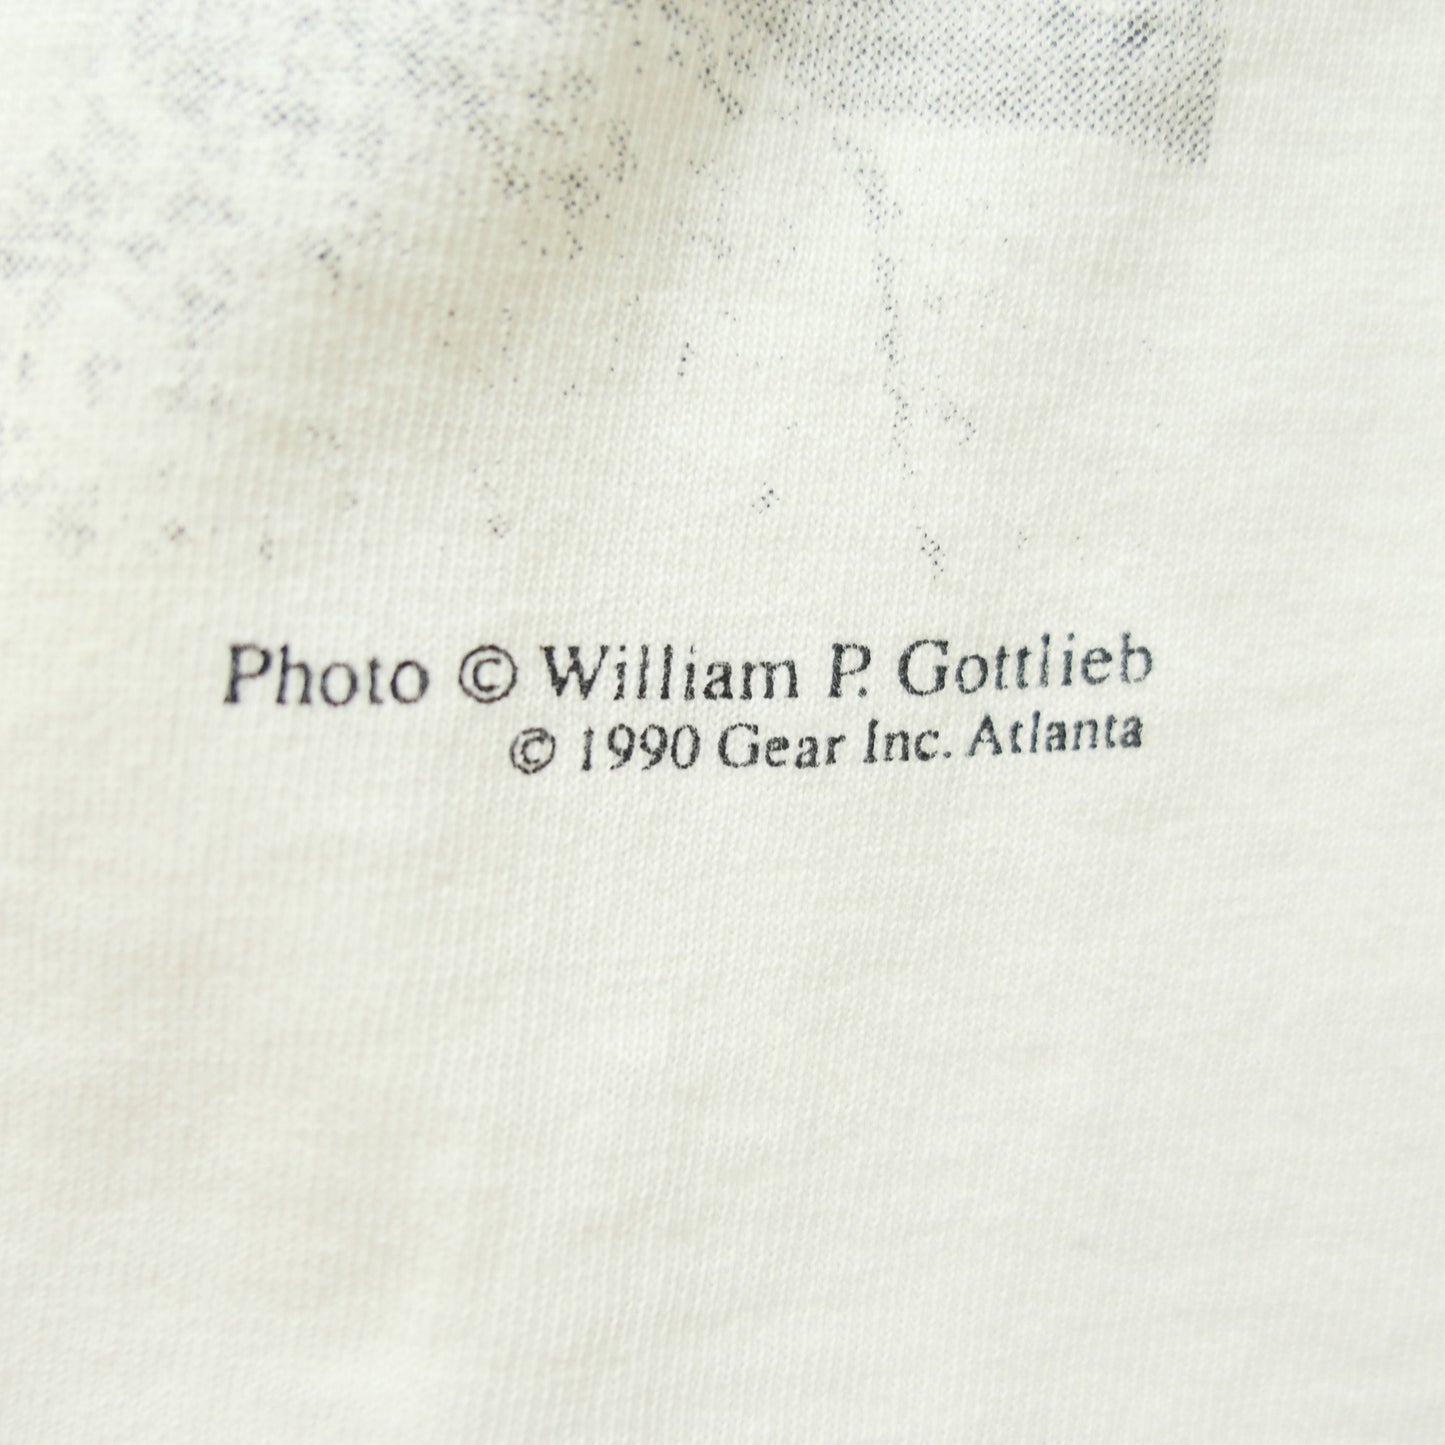 Photo © William P. Gottlieb
© 1990 Gear Inc. Atlanta